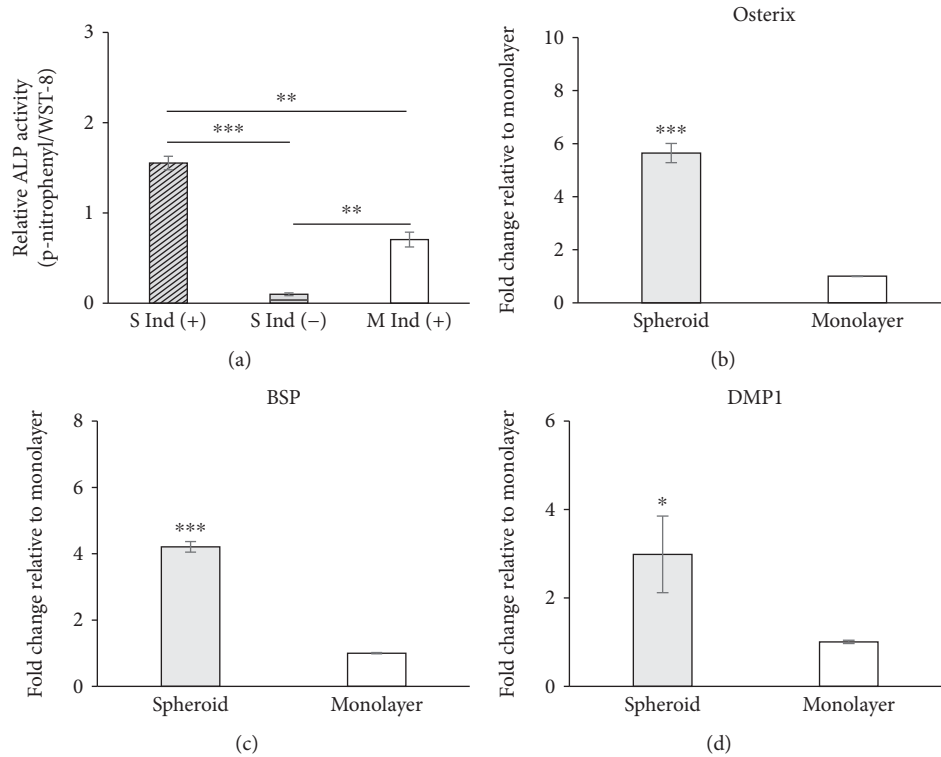 Relative ALP activity
(p-nitrophenyl/WST-8)
3
2
1
0
**
***
**
S Ind (+)
S Ind (−)
M Ind (+)
(a)
Osterix
Fold change relative to monolayer
10
8
6
4
2
0
***
Spheroid
Monolayer
(b)
BSP
Fold change relative to monolayer
8
6
4
2
0
***
Spheroid
Monolayer
(c)
DMP1
Fold change relative to monolayer
6
4
2
0
*
Spheroid
Monolayer
(d)